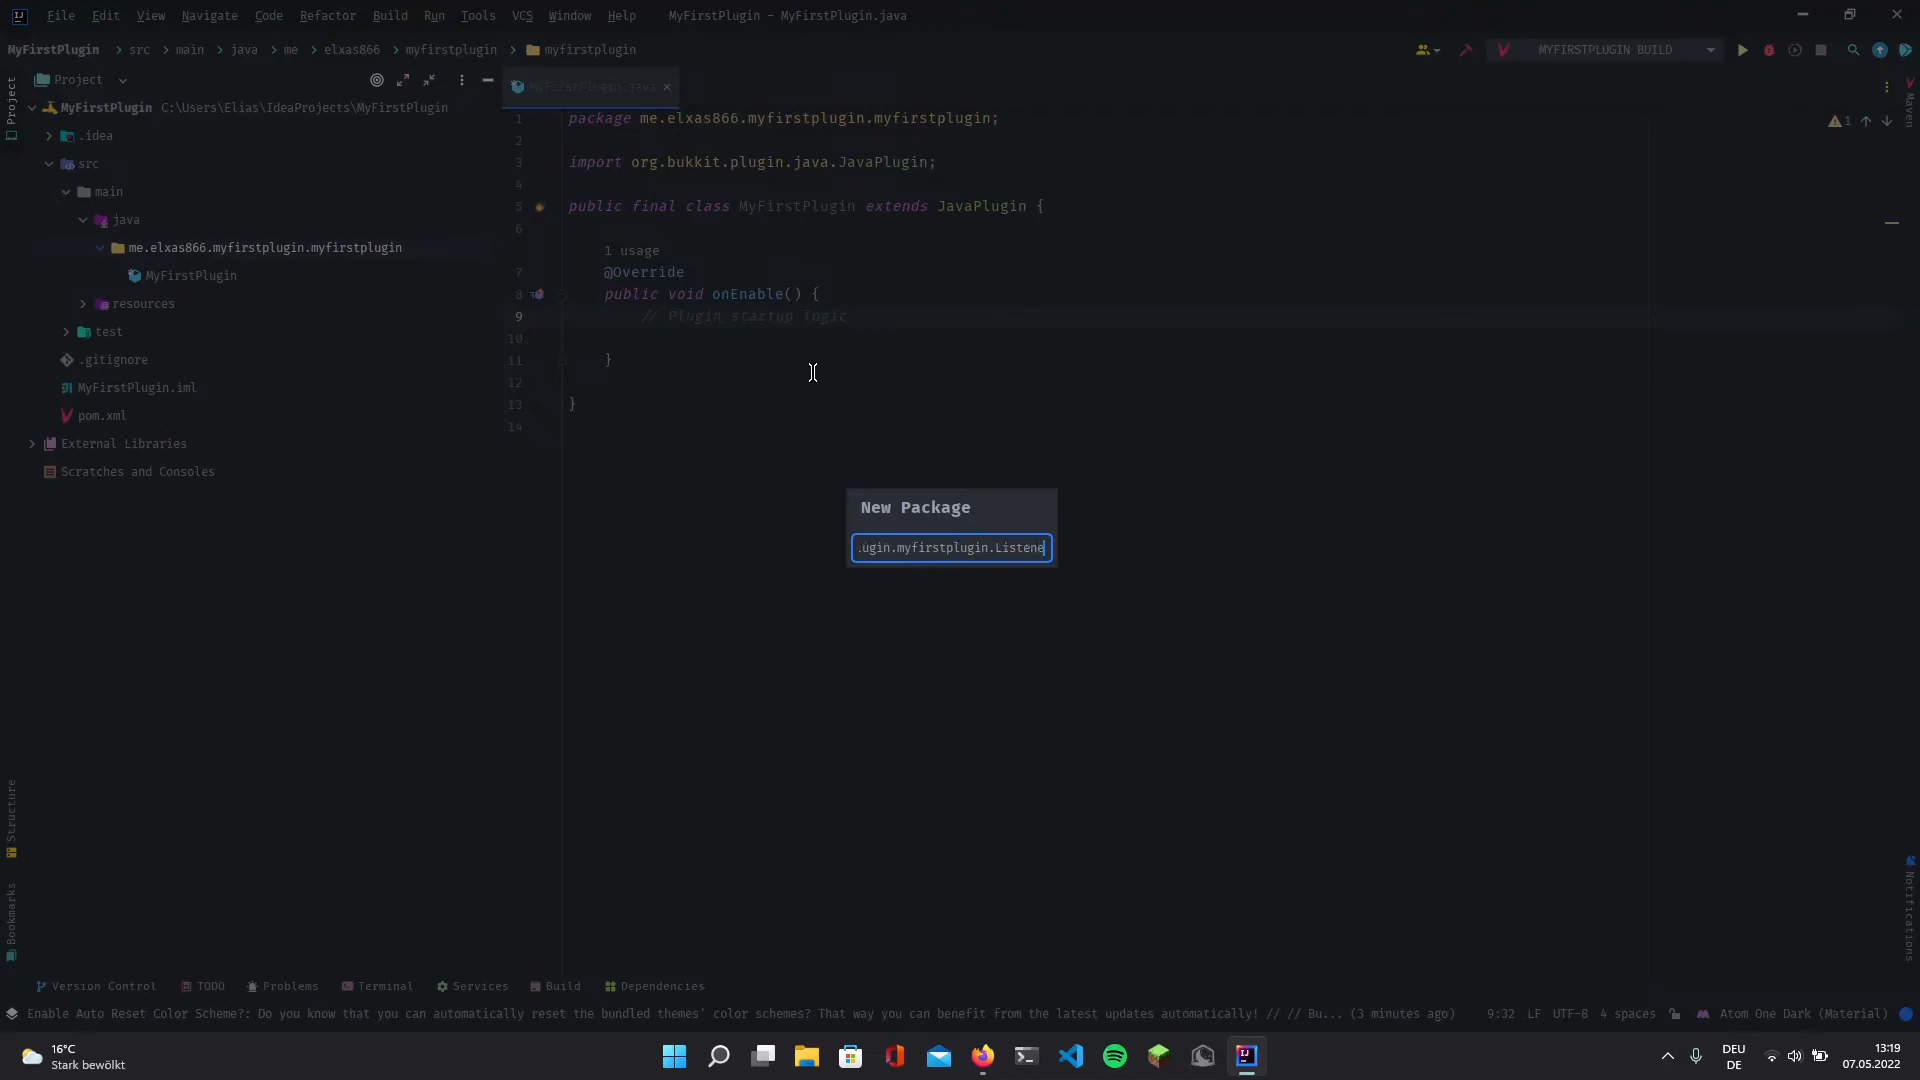 File Edit View Navigate Code Refactor Build Run Tools VCS Window Help MyFirstPlugin – MyFirstPlugin.java
MyFirstPlugin src main java me elxas866 myfirstplugin myfirstplugin MYFIRSTPLUGIN BUILD
Project
MyFirstPlugin.java
Project
Maven
MyFirstPlugin C:\Users\Elias\IdeaProjects\MyFirstPlugin
.idea
src
main
java
me.elxas866.myfirstplugin.myfirstplugin
MyFirstPlugin
resources
test
.gitignore
MyFirstPlugin.iml
pom.xml
External Libraries
Scratches and Consoles
1 package me.elxas866.myfirstplugin.myfirstplugin;
1
2
3 import org.bukkit.plugin.java.JavaPlugin;
4
5 public final class MyFirstPlugin extends JavaPlugin {
6
1 usage
7 @Override
8 public void onEnable() {
9 // Plugin startup logic
10
11 }
12
13 }
14
New Package
.ugin.myfirstplugin.Listene
Structure
Bookmarks
Notifications
Version Control TODO Problems Terminal Services Build Dependencies
Enable Auto Reset Color Scheme?: Do you know that you can automatically reset the bundled themes' color schemes? That way you can benefit from the latest updates automatically! // // Bu... (3 minutes ago) 9:32 LF UTF-8 4 spaces Atom One Dark (Material)
16°C
Stark bewölkt
DEU
DE
13:19
07.05.2022